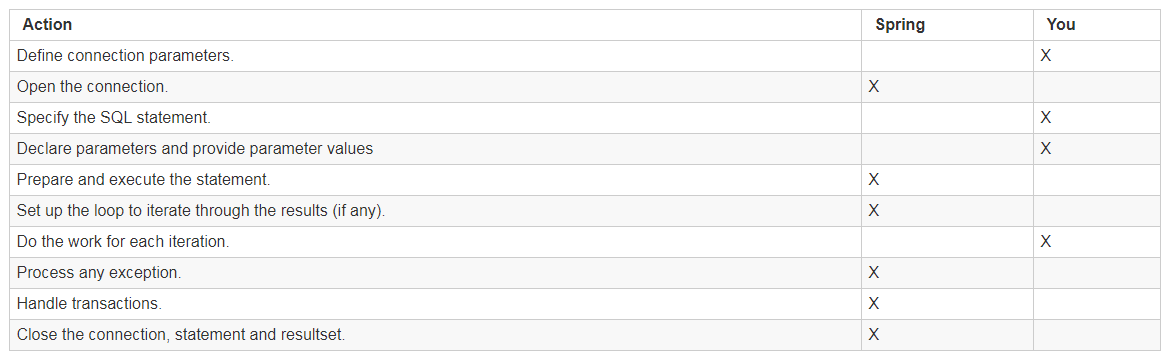 Action Spring You
Define connection parameters. X
Open the connection. X
Specify the SQL statement. X
Declare parameters and provide parameter values X
Prepare and execute the statement. X
Set up the loop to iterate through the results (if any). X
Do the work for each iteration. X
Process any exception. X
Handle transactions. X
Close the connection, statement and resultset. X